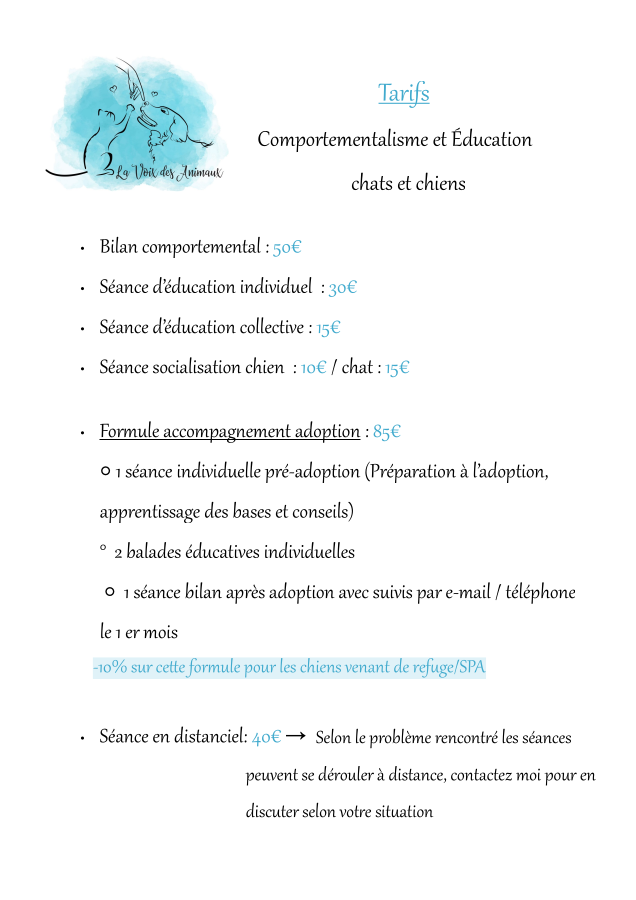 La Voix des Animaux
Tarifs
Comportementalisme et Éducation
chats et chiens
• Bilan comportemental : 50€
• Séance d'éducation individuel : 30€
• Séance d'éducation collective : 15€
• Séance socialisation chien : 10€ / chat : 15€
• Formule accompagnement adoption : 85€
○ 1 séance individuelle pré-adoption (Préparation à l'adoption,
apprentissage des bases et conseils)
° 2 balades éducatives individuelles
○ 1 séance bilan après adoption avec suivis par e-mail / téléphone
le 1 er mois
-10% sur cette formule pour les chiens venant de refuge/SPA
• Séance en distanciel: 40€ → Selon le problème rencontré les séances
peuvent se dérouler à distance, contactez moi pour en
discuter selon votre situation